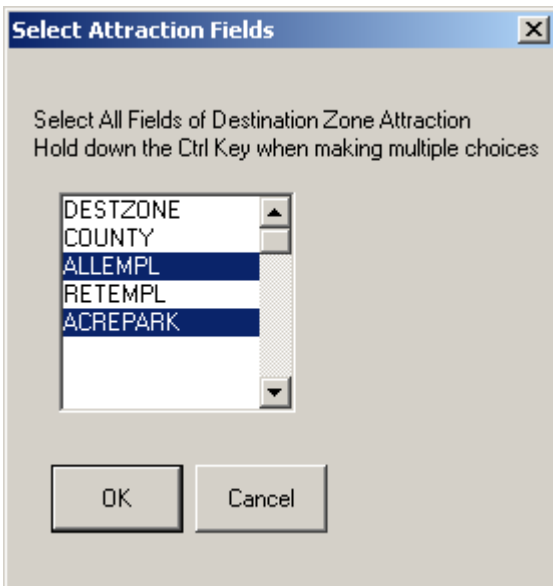 Select Attraction Fields
Select All Fields of Destination Zone Attraction
Hold down the Ctrl Key when making multiple choices
DESTZONE
COUNTY
ALLEMPL
RETEMPL
ACREPARK
OK
Cancel